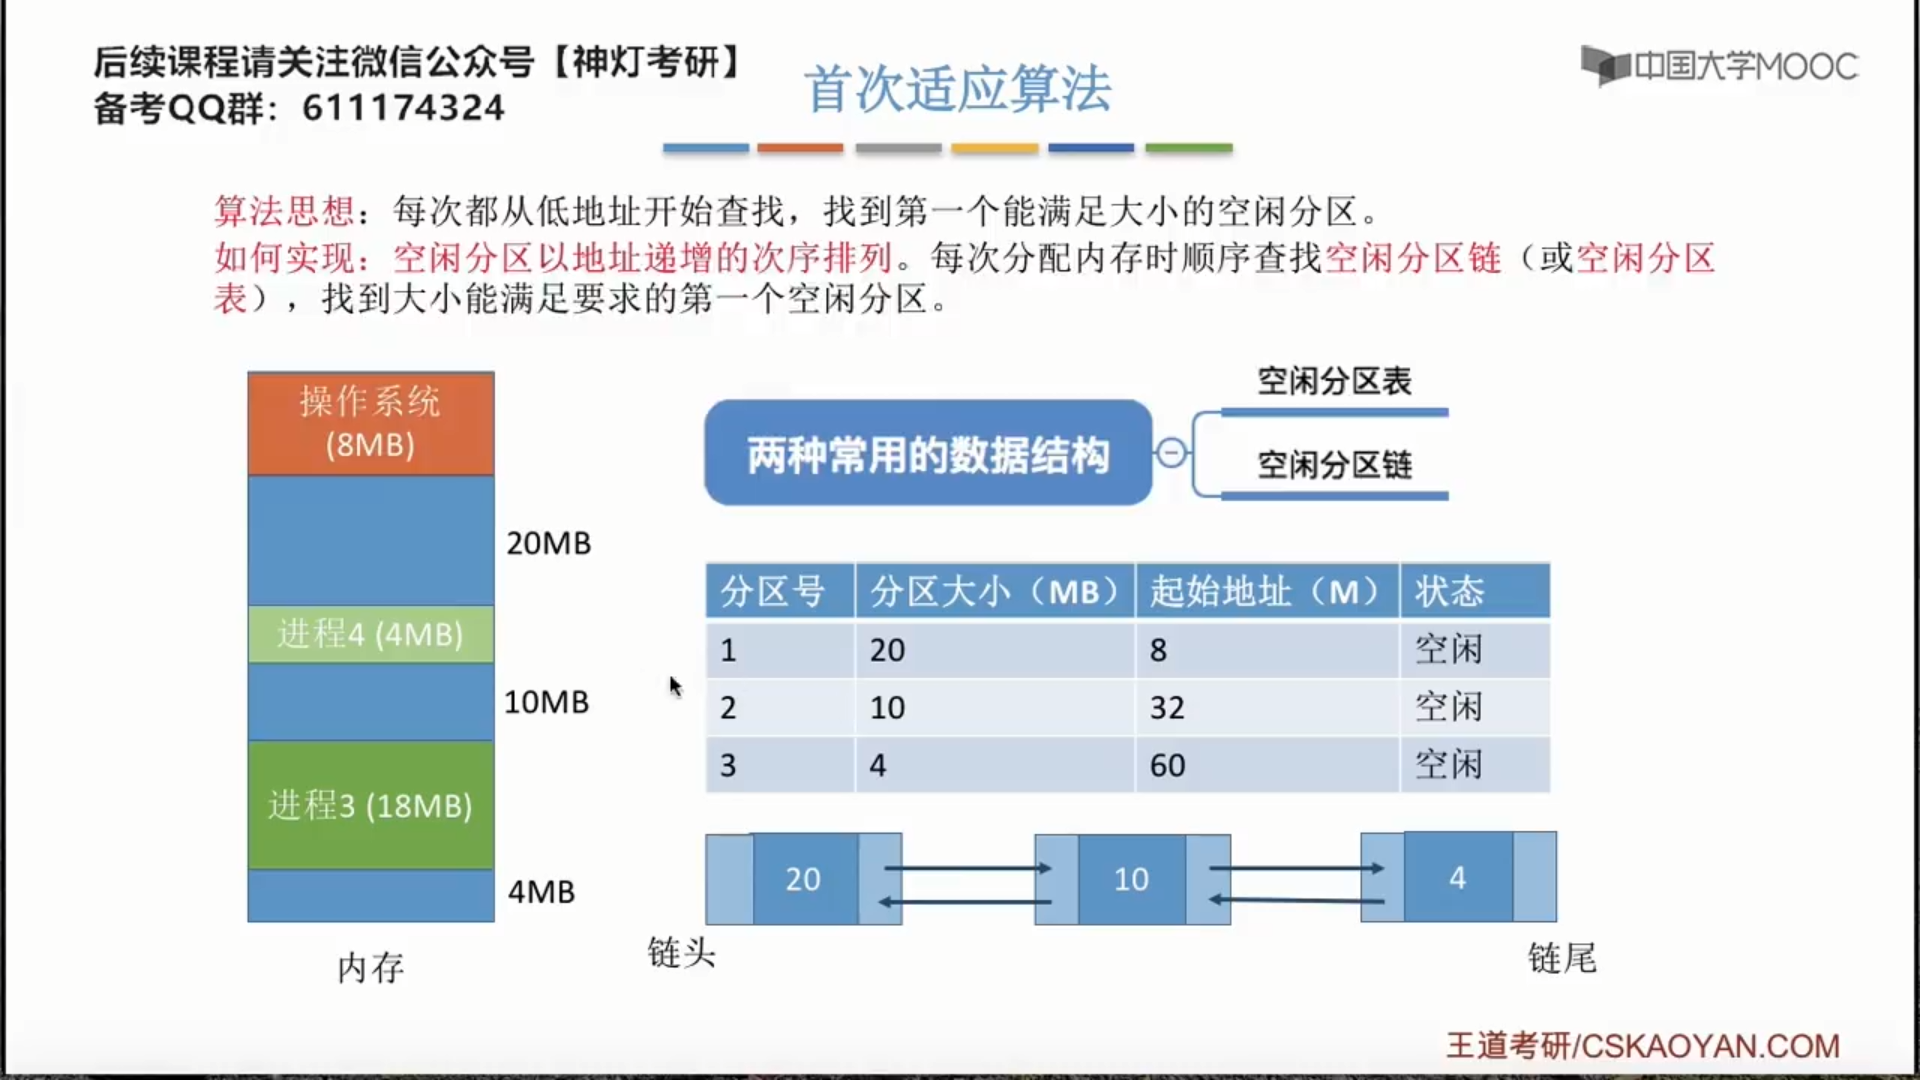 后续课程请关注微信公众号【神灯考研】
备考QQ群：611174324
首次适应算法
中国大学MOOC
算法思想：每次都从低地址开始查找，找到第一个能满足大小的空闲分区。
如何实现：空闲分区以地址递增的次序排列。每次分配内存时顺序查找空闲分区链（或空闲分区
表），找到大小能满足要求的第一个空闲分区。
操作系统
(8MB)
20MB
进程4 (4MB)
10MB
进程3 (18MB)
4MB
内存
两种常用的数据结构
空闲分区表
空闲分区链
分区号 分区大小（MB） 起始地址（M） 状态
1 20 8 空闲
2 10 32 空闲
3 4 60 空闲
20 10 4
链头 链尾
王道考研/CSKAOYAN.COM